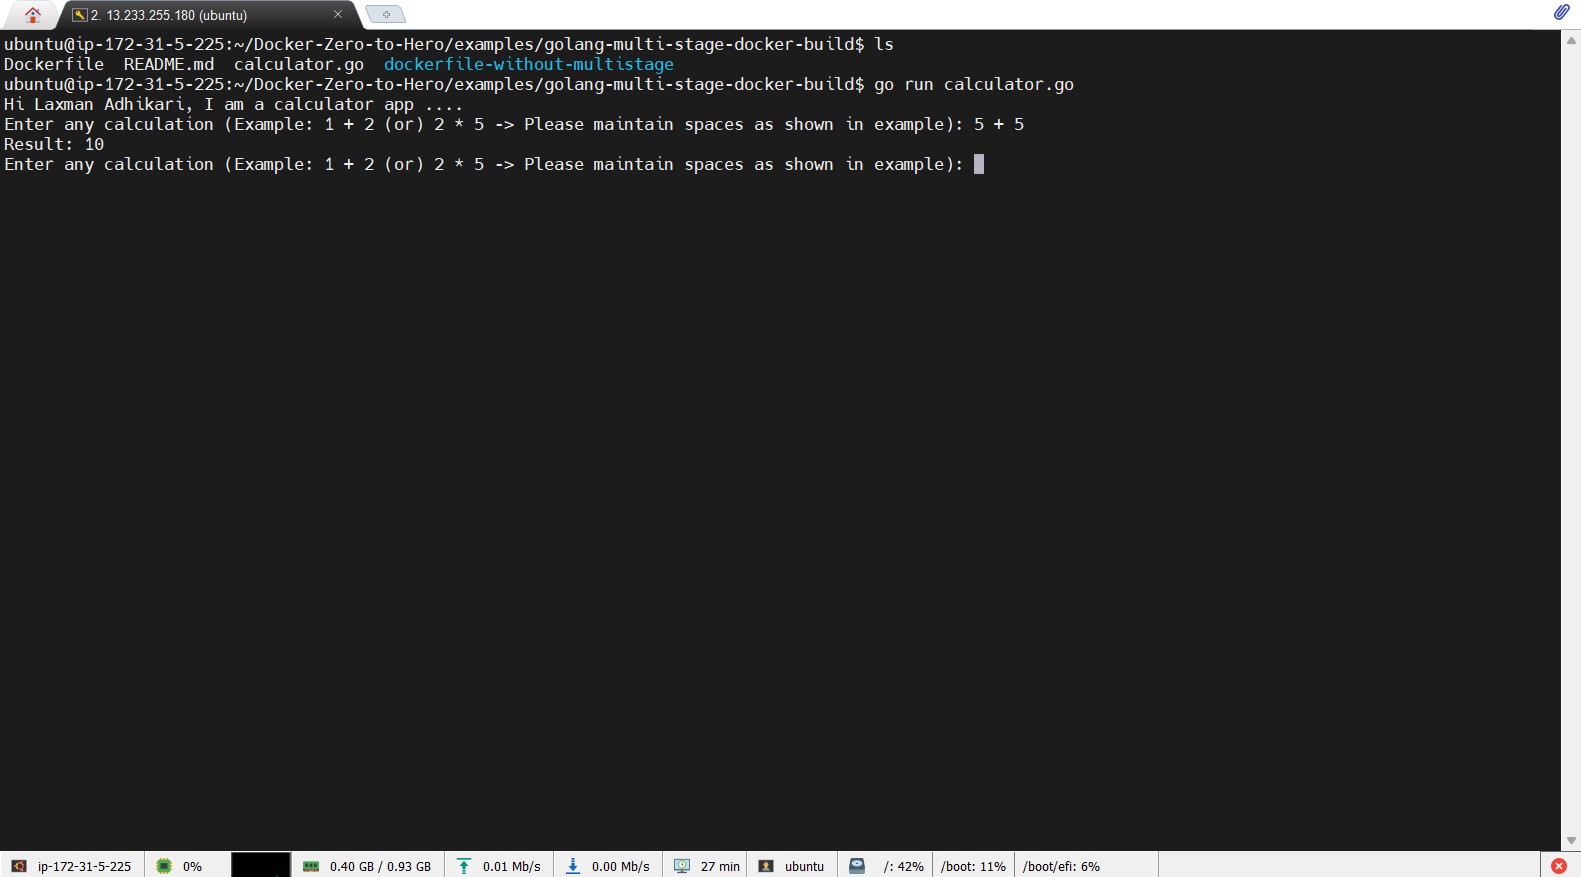 2. 13.233.255.180 (ubuntu)
ubuntu@ip-172-31-5-225:~/Docker-Zero-to-Hero/examples/golang-multi-stage-docker-build$ ls
Dockerfile  README.md  calculator.go  dockerfile-without-multistage
ubuntu@ip-172-31-5-225:~/Docker-Zero-to-Hero/examples/golang-multi-stage-docker-build$ go run calculator.go
Hi Laxman Adhikari, I am a calculator app ....
Enter any calculation (Example: 1 + 2 (or) 2 * 5 -> Please maintain spaces as shown in example): 5 + 5
Result: 10
Enter any calculation (Example: 1 + 2 (or) 2 * 5 -> Please maintain spaces as shown in example):
ip-172-31-5-225 0% 0.40 GB / 0.93 GB 0.01 Mb/s 0.00 Mb/s 27 min ubuntu /: 42% /boot: 11% /boot/efi: 6%